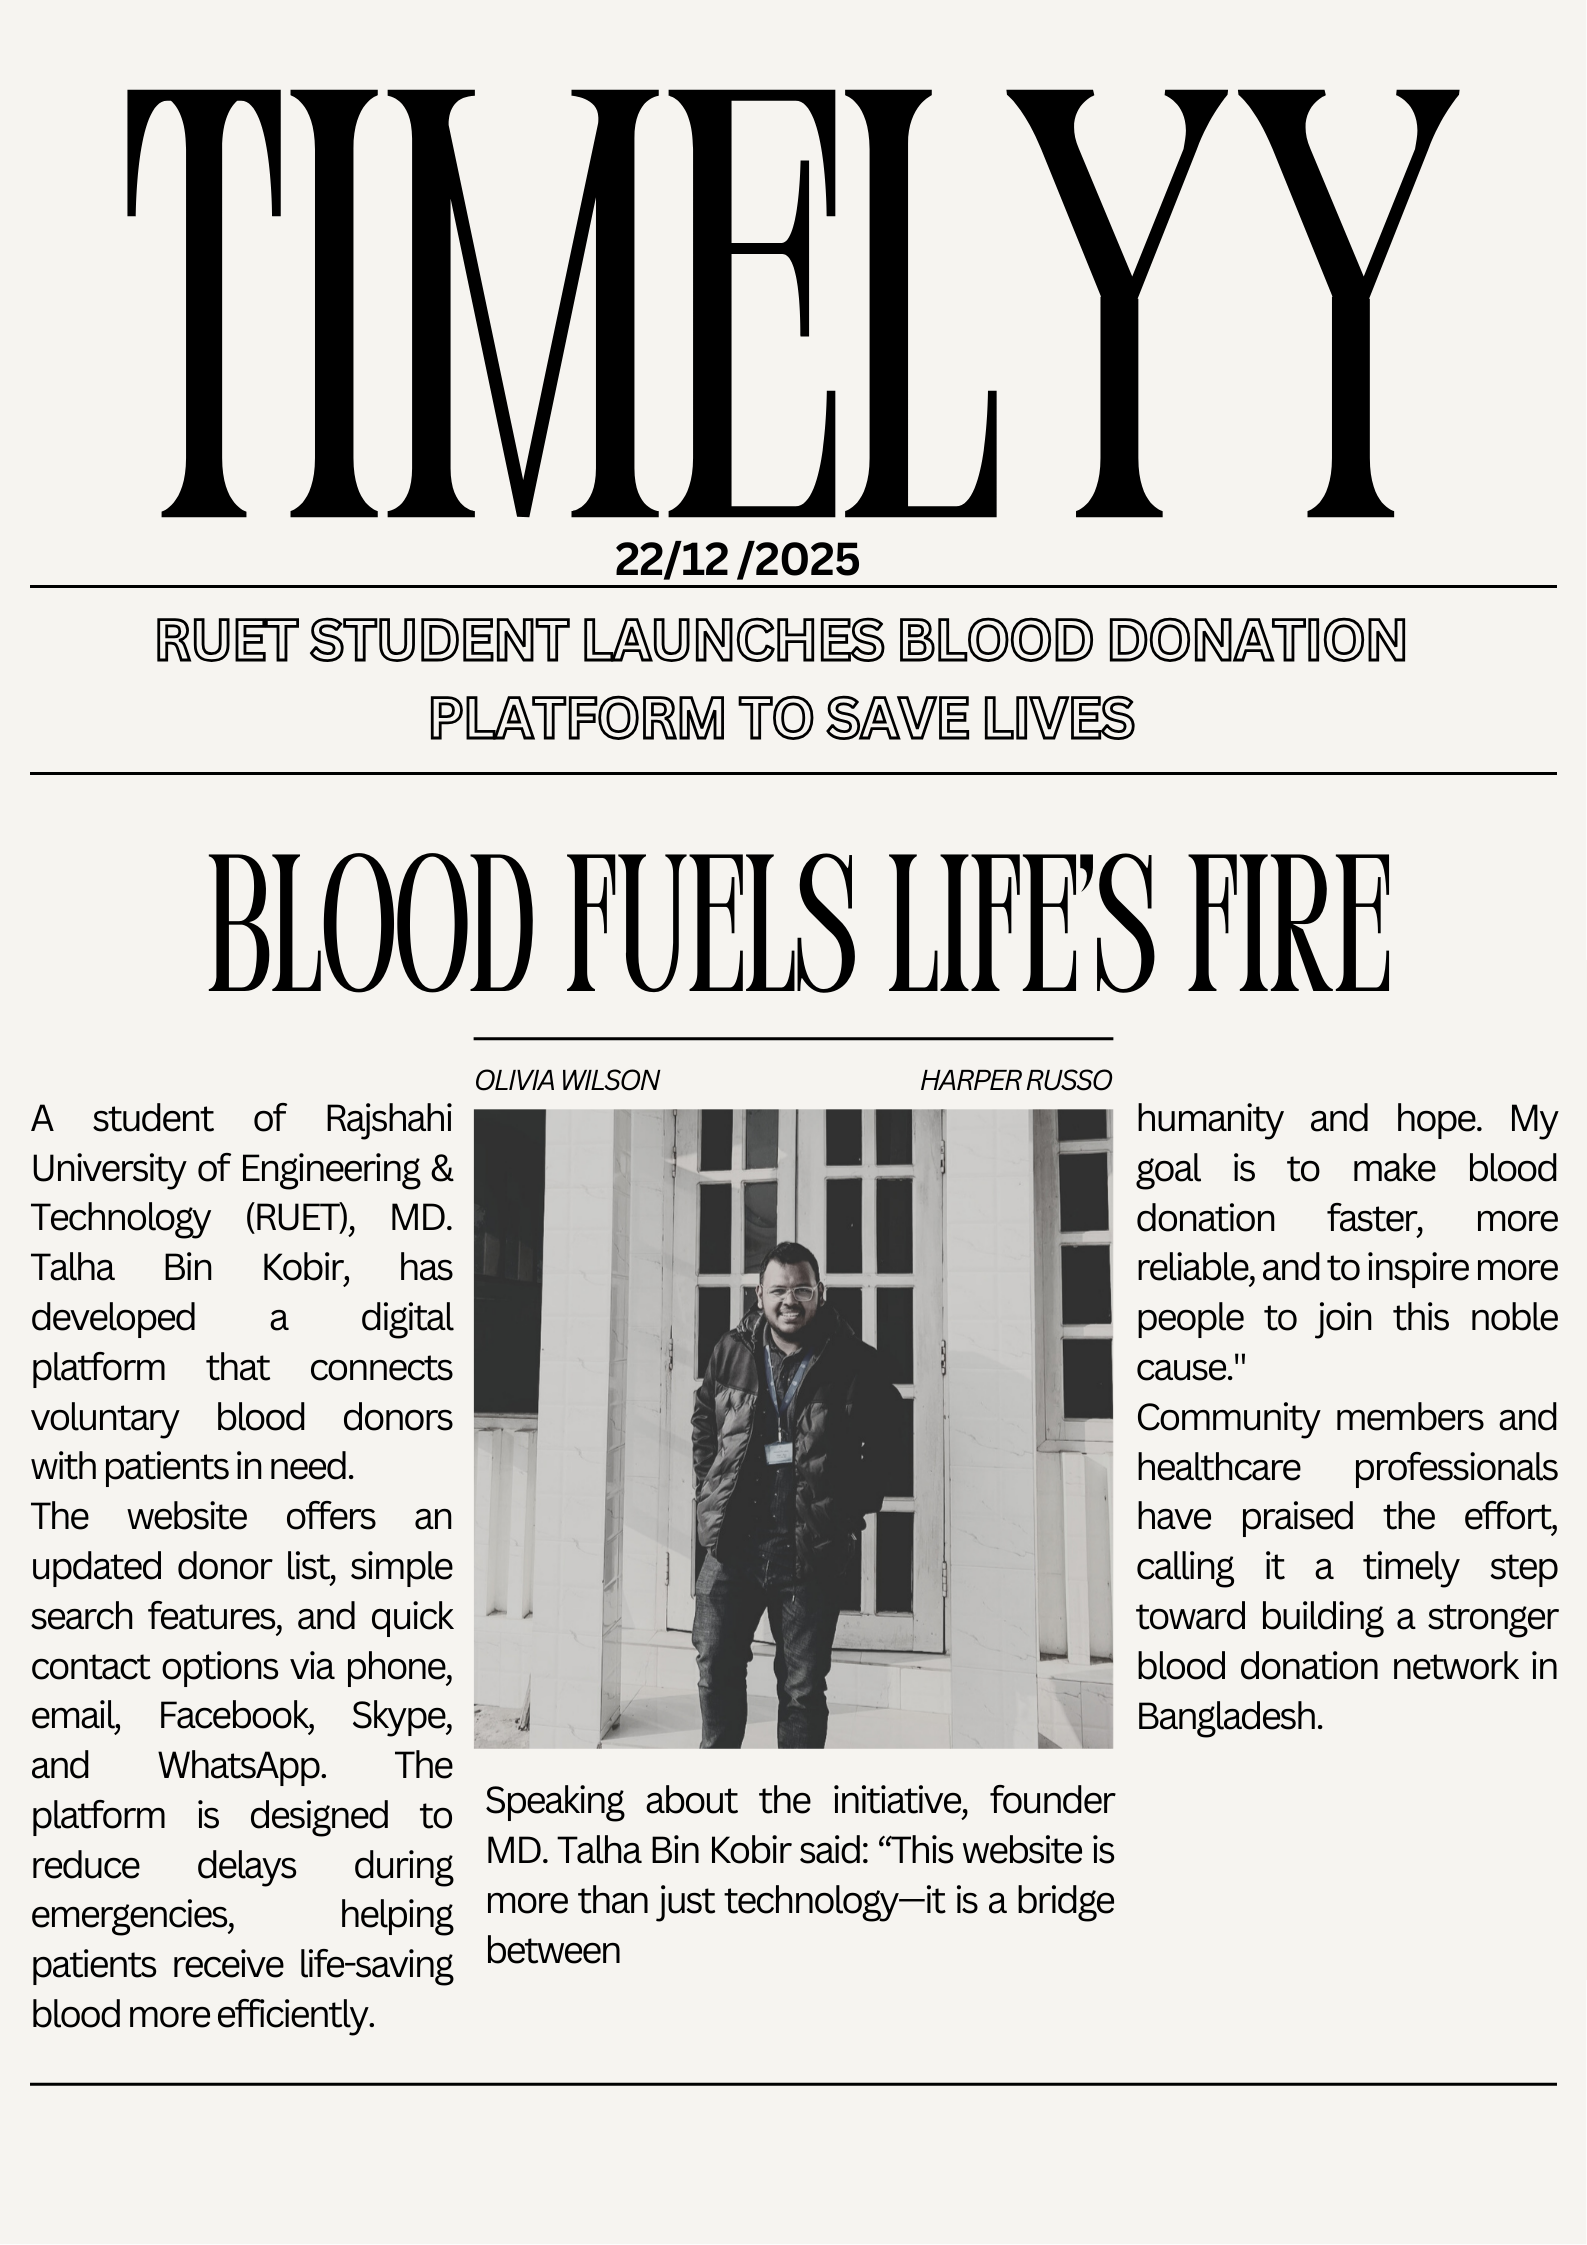 TIMELYY
22/12 /2025
RUET STUDENT LAUNCHES BLOOD DONATION
PLATFORM TO SAVE LIVES
BLOOD FUELS LIFE’S FIRE
OLIVIA WILSON
HARPER RUSSO
A student of Rajshahi
University of Engineering &
Technology (RUET), MD.
Talha Bin Kobir, has
developed a digital
platform that connects
voluntary blood donors
with patients in need.
The website offers an
updated donor list, simple
search features, and quick
contact options via phone,
email, Facebook, Skype,
and WhatsApp. The
platform is designed to
reduce delays during
emergencies, helping
patients receive life-saving
blood more efficiently.
Speaking about the initiative, founder
MD. Talha Bin Kobir said: “This website is
more than just technology—it is a bridge
between
humanity and hope. My
goal is to make blood
donation faster, more
reliable, and to inspire more
people to join this noble
cause."
Community members and
healthcare professionals
have praised the effort,
calling it a timely step
toward building a stronger
blood donation network in
Bangladesh.